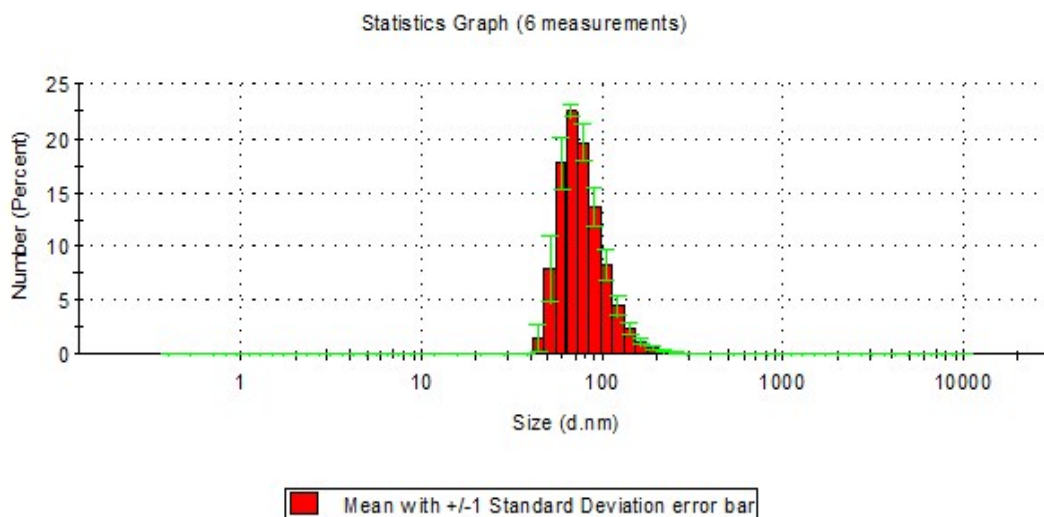 Statistics Graph (6 measurements)
25
20
15
10
5
0
Number (Percent)
1 10 100 1000 10000
Size (d.nm)
Mean with +/-1 Standard Deviation error bar